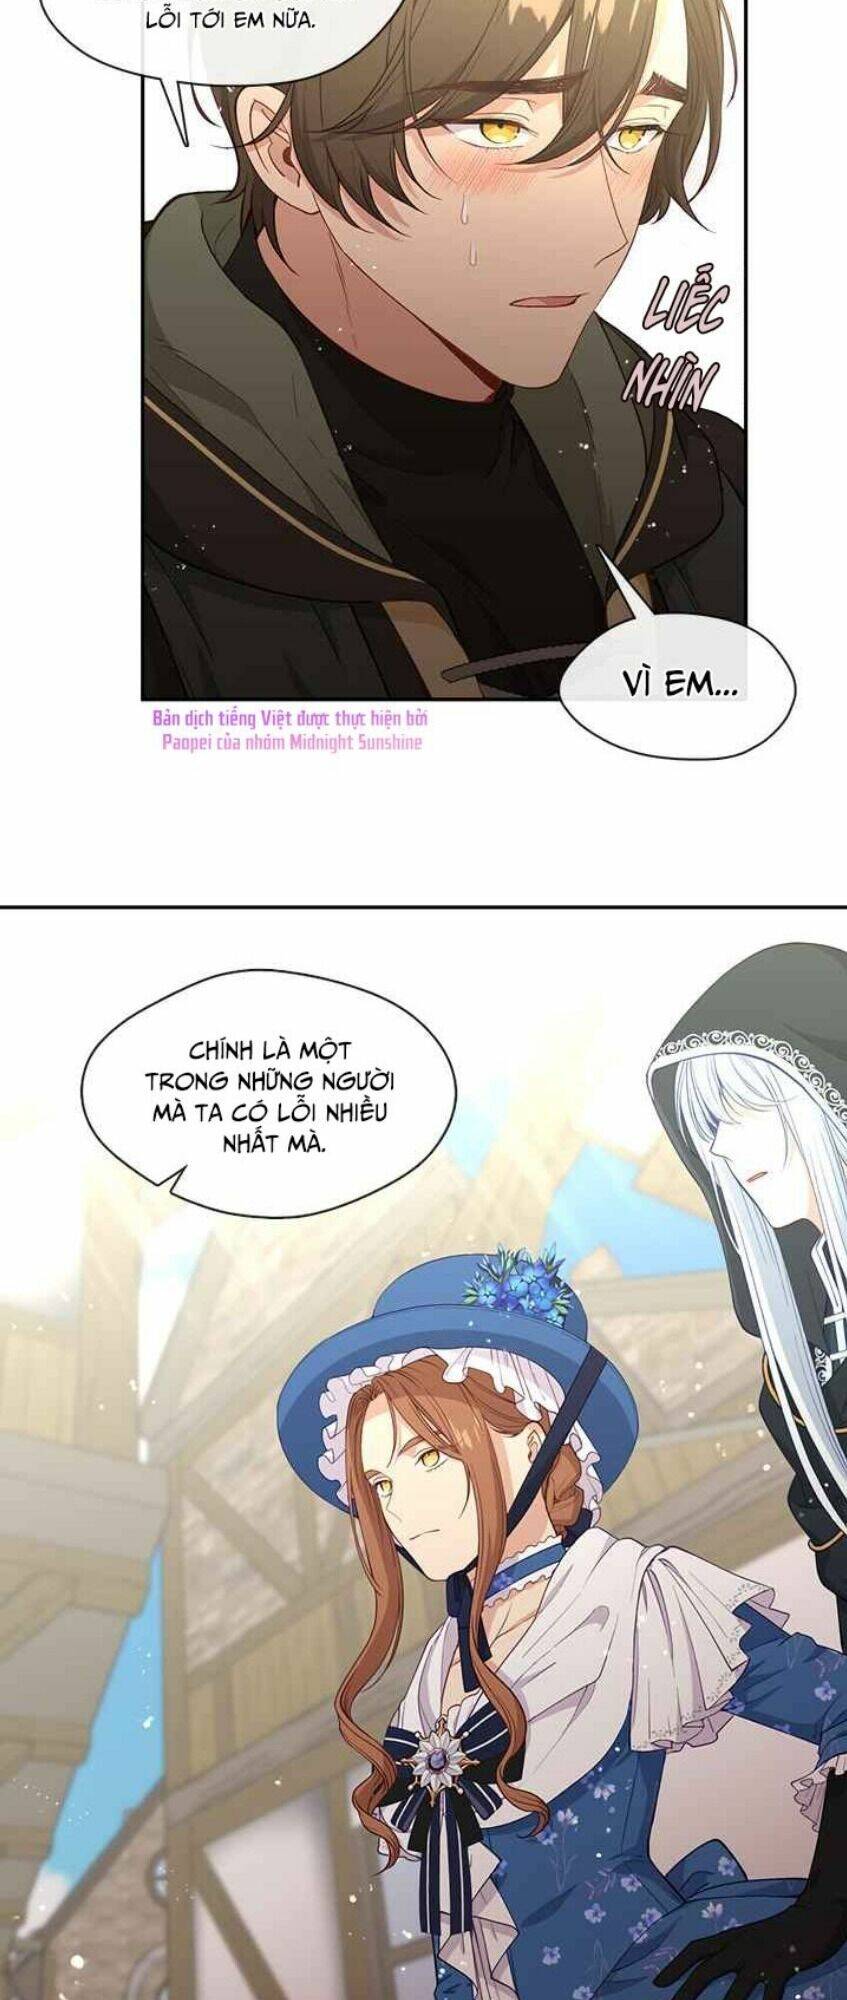 LỖI TỚI EM NỮA.
LIẾC
NHÌN
VÌ EM...
Bản dịch tiếng Việt được thực hiện bởi
Paopei của nhóm Midnight Sunshine
CHÍNH LÀ MỘT
TRONG NHỮNG NGƯỜI
MÀ TA CÓ LỖI NHIỀU
NHẤT MÀ.